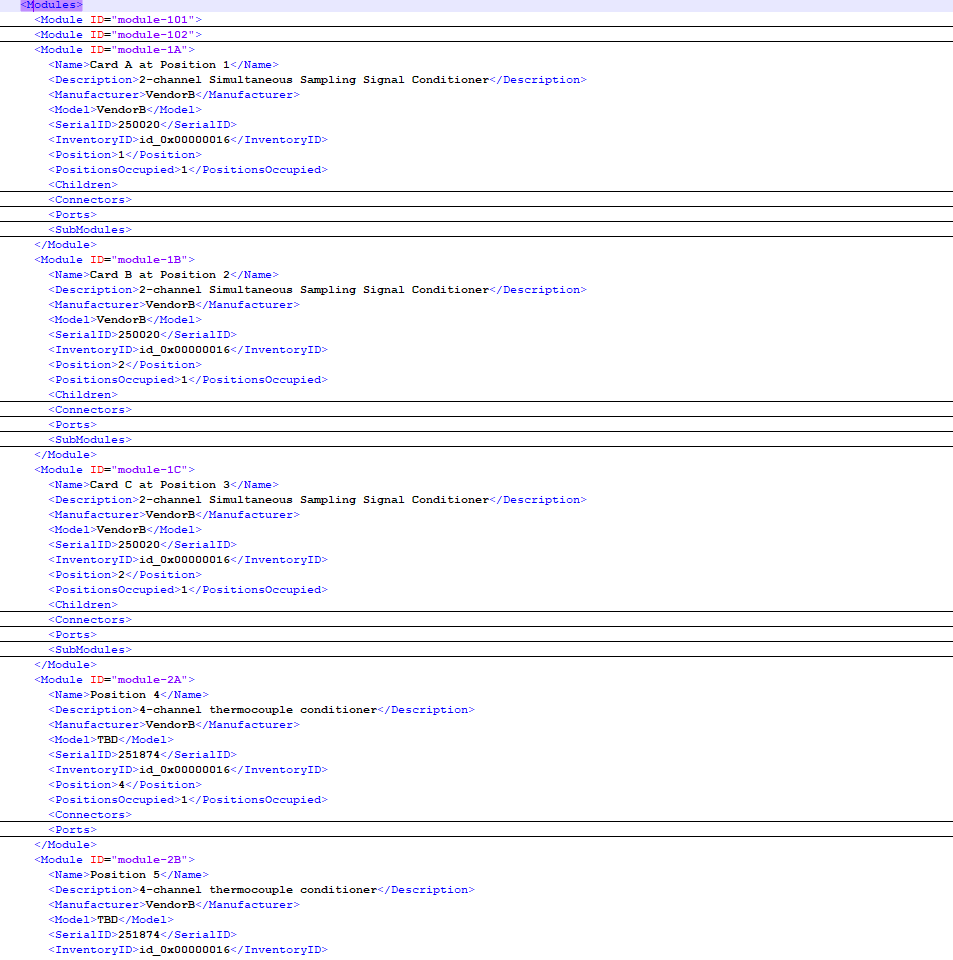 <Modules>
<Module ID="module-101">
<Module ID="module-102">
<Module ID="module-1A">
<Name>Card A at Position 1</Name>
<Description>2-channel Simultaneous Sampling Signal Conditioner</Description>
<Manufacturer>VendorB</Manufacturer>
<Model>VendorB</Model>
<SerialID>250020</SerialID>
<InventoryID>id_0x00000016</InventoryID>
<Position>1</Position>
<PositionsOccupied>1</PositionsOccupied>
<Children>
<Connectors>
<Ports>
<SubModules>
</Module>
<Module ID="module-1B">
<Name>Card B at Position 2</Name>
<Description>2-channel Simultaneous Sampling Signal Conditioner</Description>
<Manufacturer>VendorB</Manufacturer>
<Model>VendorB</Model>
<SerialID>250020</SerialID>
<InventoryID>id_0x00000016</InventoryID>
<Position>2</Position>
<PositionsOccupied>1</PositionsOccupied>
<Children>
<Connectors>
<Ports>
<SubModules>
</Module>
<Module ID="module-1C">
<Name>Card C at Position 3</Name>
<Description>2-channel Simultaneous Sampling Signal Conditioner</Description>
<Manufacturer>VendorB</Manufacturer>
<Model>VendorB</Model>
<SerialID>250020</SerialID>
<InventoryID>id_0x00000016</InventoryID>
<Position>2</Position>
<PositionsOccupied>1</PositionsOccupied>
<Children>
<Connectors>
<Ports>
<SubModules>
</Module>
<Module ID="module-2A">
<Name>Position 4</Name>
<Description>4-channel thermocouple conditioner</Description>
<Manufacturer>VendorB</Manufacturer>
<Model>TBD</Model>
<SerialID>251874</SerialID>
<InventoryID>id_0x00000016</InventoryID>
<Position>4</Position>
<PositionsOccupied>1</PositionsOccupied>
<Connectors>
<Ports>
</Module>
<Module ID="module-2B">
<Name>Position 5</Name>
<Description>4-channel thermocouple conditioner</Description>
<Manufacturer>VendorB</Manufacturer>
<Model>TBD</Model>
<SerialID>251874</SerialID>
<InventoryID>id_0x00000016</InventoryID>